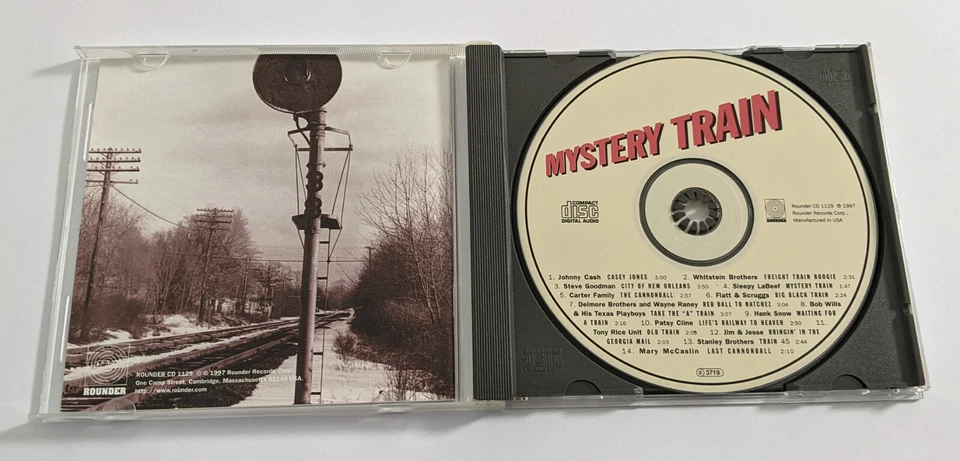 3
8
8
ROUNDER
ROUNDER CD 1129 ℗ © 1997 Rounder Records Corp.
One Camp Street, Cambridge, Massachusetts 02140 USA.
http://www.rounder.com
MYSTERY TRAIN
COMPACT
disc
DIGITAL AUDIO
Rounder CD 1129 ℗ 1997
Rounder Records Corp.,
Manufactured in USA
1. Johnny Cash CASEY JONES 3:00 2. Whitstein Brothers FREIGHT TRAIN BOOGIE 2:31
3. Steve Goodman CITY OF NEW ORLEANS 3:50 4. Sleepy LaBeef MYSTERY TRAIN 1:47
5. Carter Family THE CANNONBALL 2:57 6. Flatt & Scruggs BIG BLACK TRAIN 2:24
7. Delmore Brothers and Wayne Raney RED BALL TO NATCHEZ 3:04 8. Bob Wills
& His Texas Playboys TAKE THE "A" TRAIN 3:07 9. Hank Snow WAITING FOR
A TRAIN 2:16 10. Patsy Cline LIFE'S RAILWAY TO HEAVEN 2:50 11.
Tony Rice Unit OLD TRAIN 2:09 12. Jim & Jesse BRINGIN' IN THE
GEORGIA MAIL 2:03 13. Stanley Brothers TRAIN 45 2:44
14. Mary McCaslin LAST CANNONBALL 2:10
3719